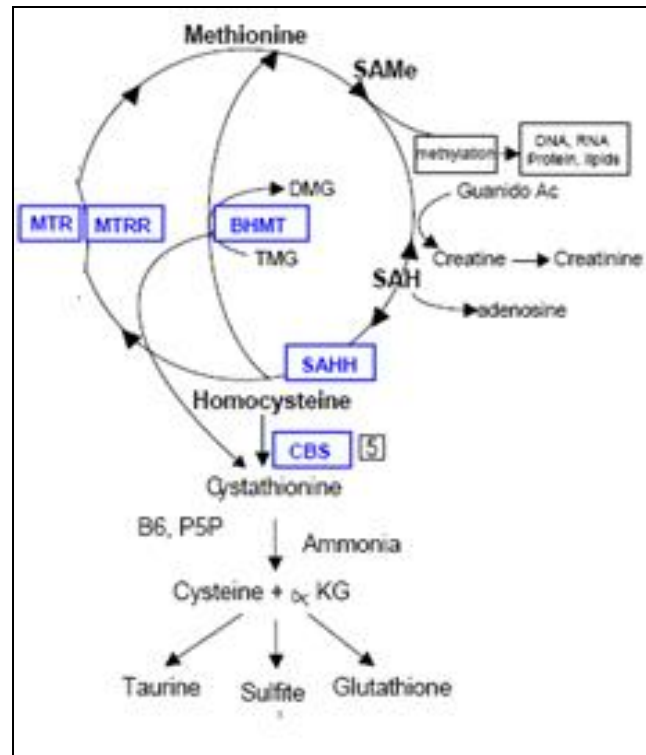 Methionine
SAMe
methylation
DNA, RNA
Protein, lipids
Guanido Ac
DMG
MTR
MTRR
BHMT
TMG
Creatine
Creatinine
SAH
adenosine
SAHH
Homocysteine
CBS
5
Cystathionine
B6, P5P
Ammonia
Cysteine + ∝ KG
Taurine
Sulfite
Glutathione